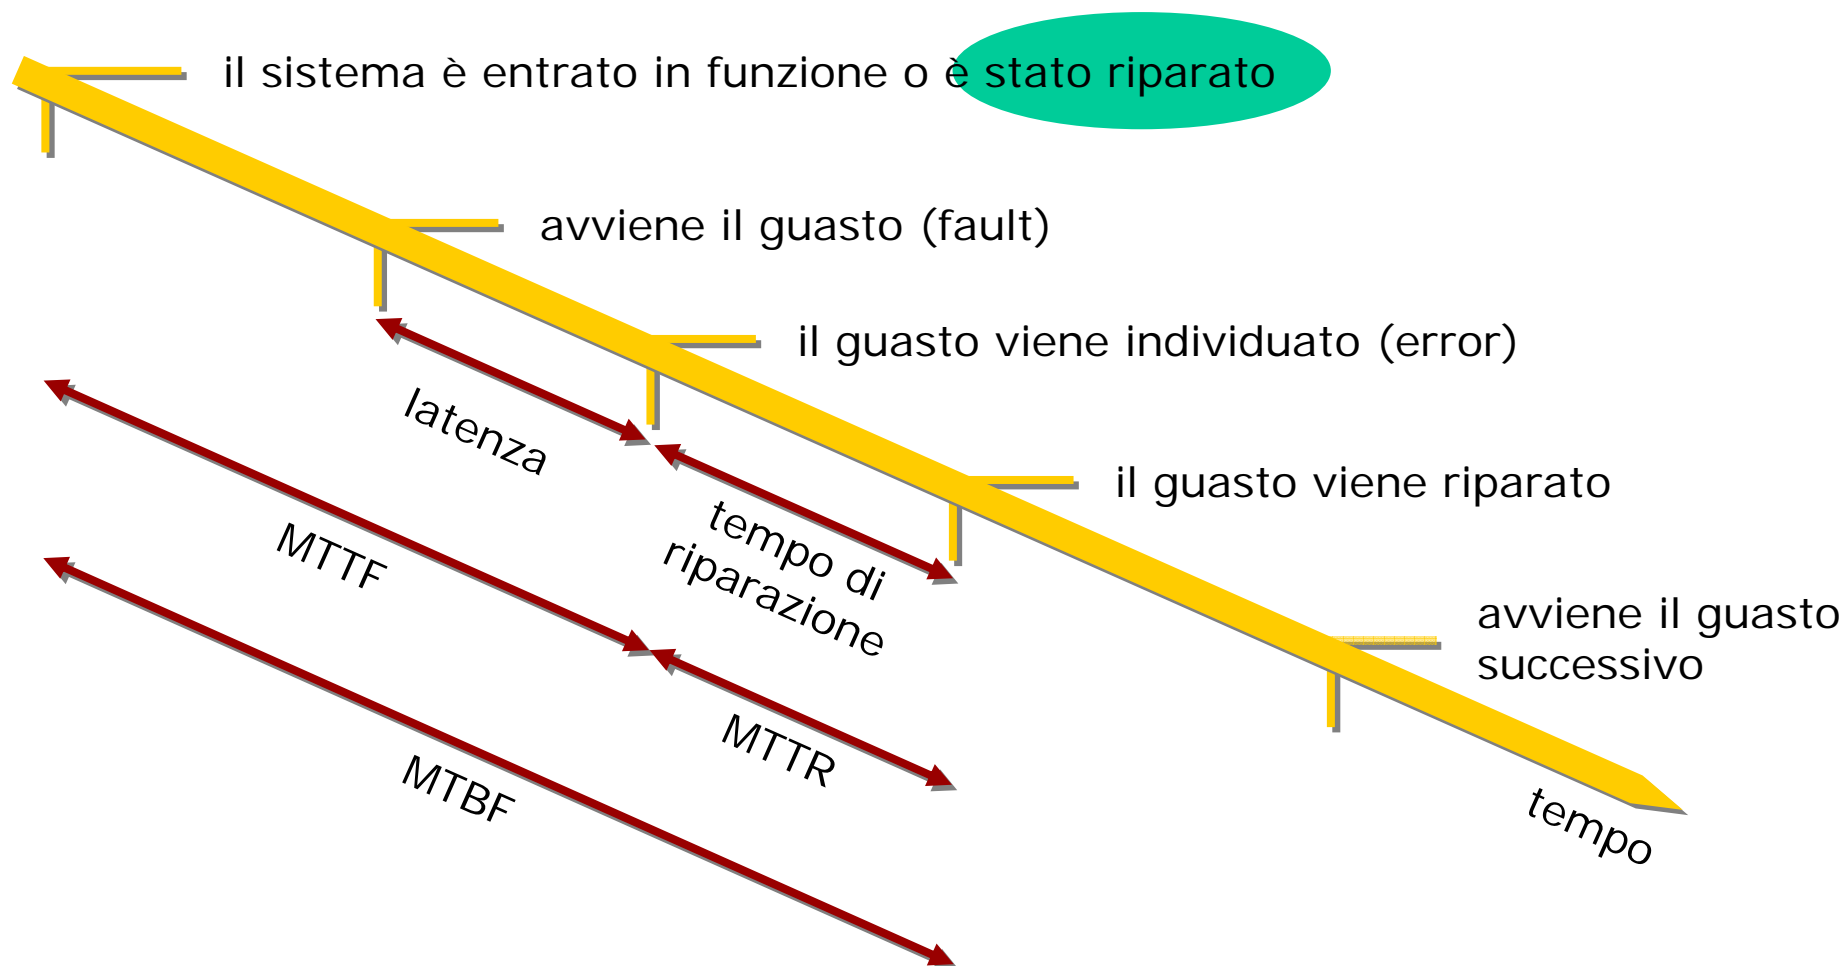 il sistema è entrato in funzione o è stato riparato
avviene il guasto (fault)
il guasto viene individuato (error)
latenza
il guasto viene riparato
tempo di
riparazione
MTTF
avviene il guasto
successivo
MTTR
MTBF
tempo